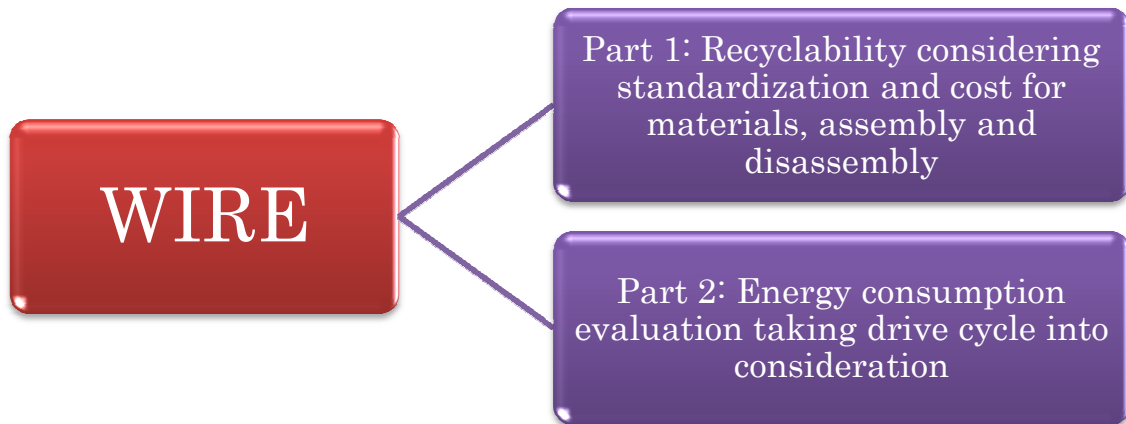 WIRE
Part 1: Recyclability considering
standardization and cost for
materials, assembly and
disassembly
Part 2: Energy consumption
evaluation taking drive cycle into
consideration